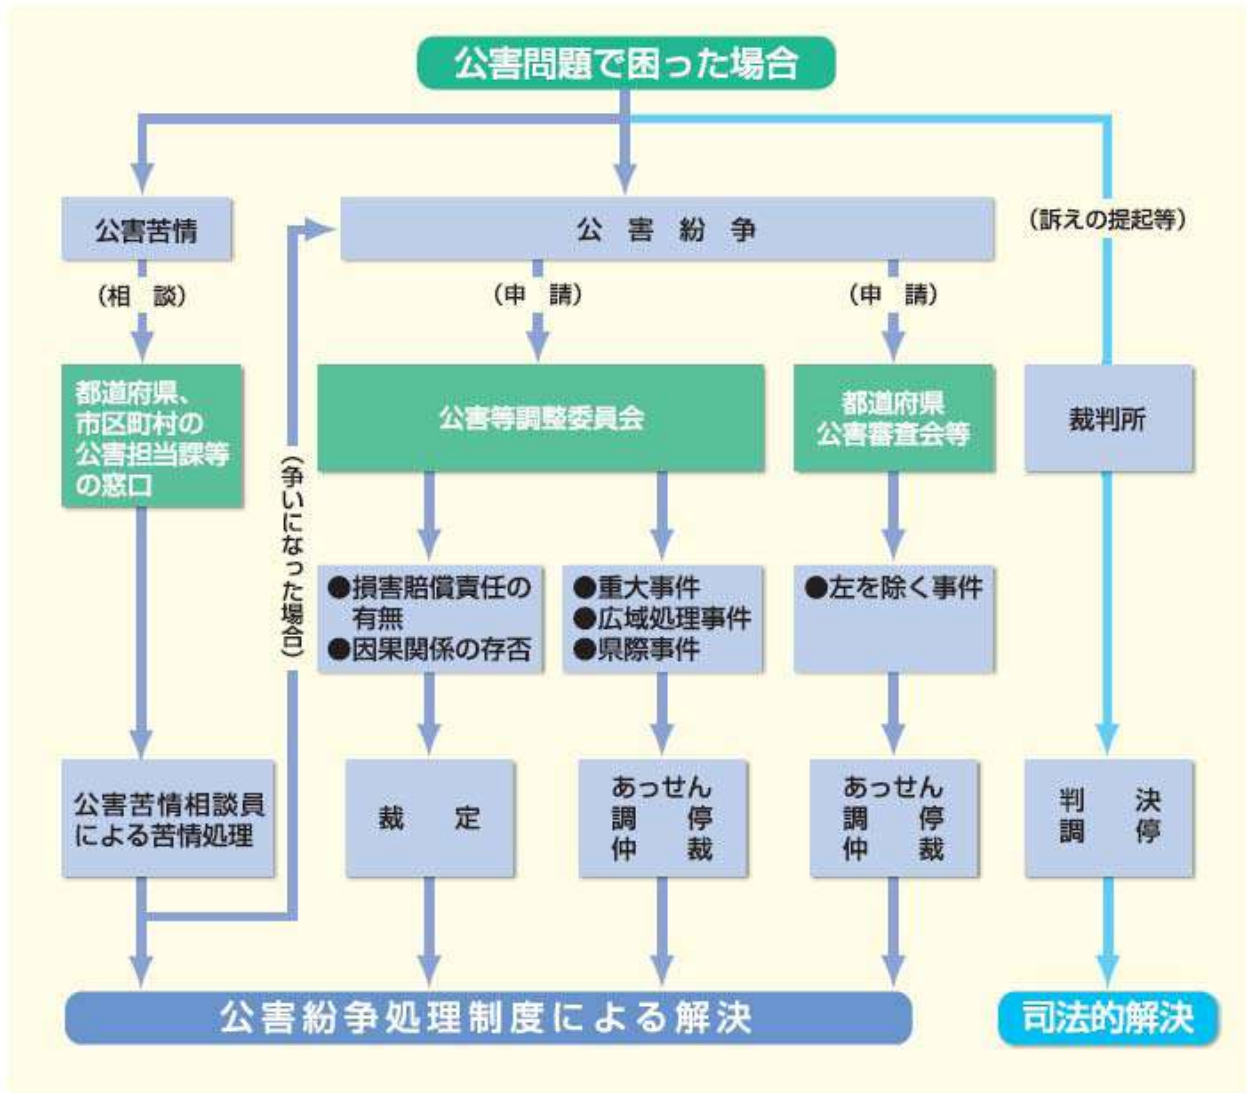 公害問題で困った場合
公害苦情
公　害　紛　争
（訴えの提起等）
（相　談）
（申　請）
（申　請）
都道府県、
市区町村の
公害担当課等
の窓口
公害等調整委員会
都道府県
公害審査会等
裁判所
（争いになった場合）
●損害賠償責任の
有無
●因果関係の存否
●重大事件
●広域処理事件
●県際事件
●左を除く事件
公害苦情相談員
による苦情処理
裁　定
あっせん
調　停
仲　裁
あっせん
調　停
仲　裁
判　決
調　停
公害紛争処理制度による解決
司法的解決